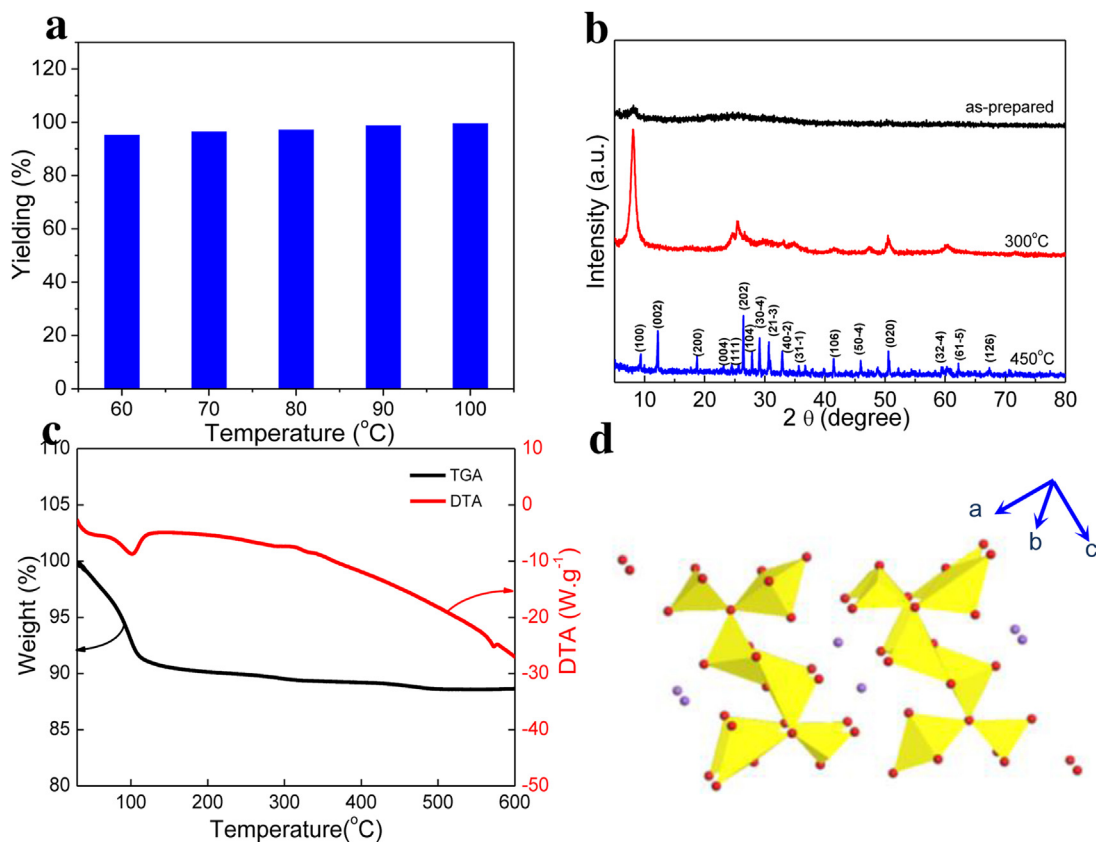 a
120
100
80
60
40
20
0
Yielding (%)
60 70 80 90 100
Temperature (°C)
b
Intensity (a.u.)
as-prepared
300°C
450°C
(100)
(002)
(200)
(004)
(111)
(202)
(104)
(30-4)
(21-3)
(40-2)
(31-1)
(106)
(50-4)
(020)
(32-4)
(61-5)
(126)
10 20 30 40 50 60 70 80
2 θ (degree)
c
110
105
100
95
90
85
80
Weight (%)
TGA
DTA
10
0
-10
-20
-30
-40
-50
DTA (W.g⁻¹)
100 200 300 400 500 600
Temperature(°C)
d
a
b
c